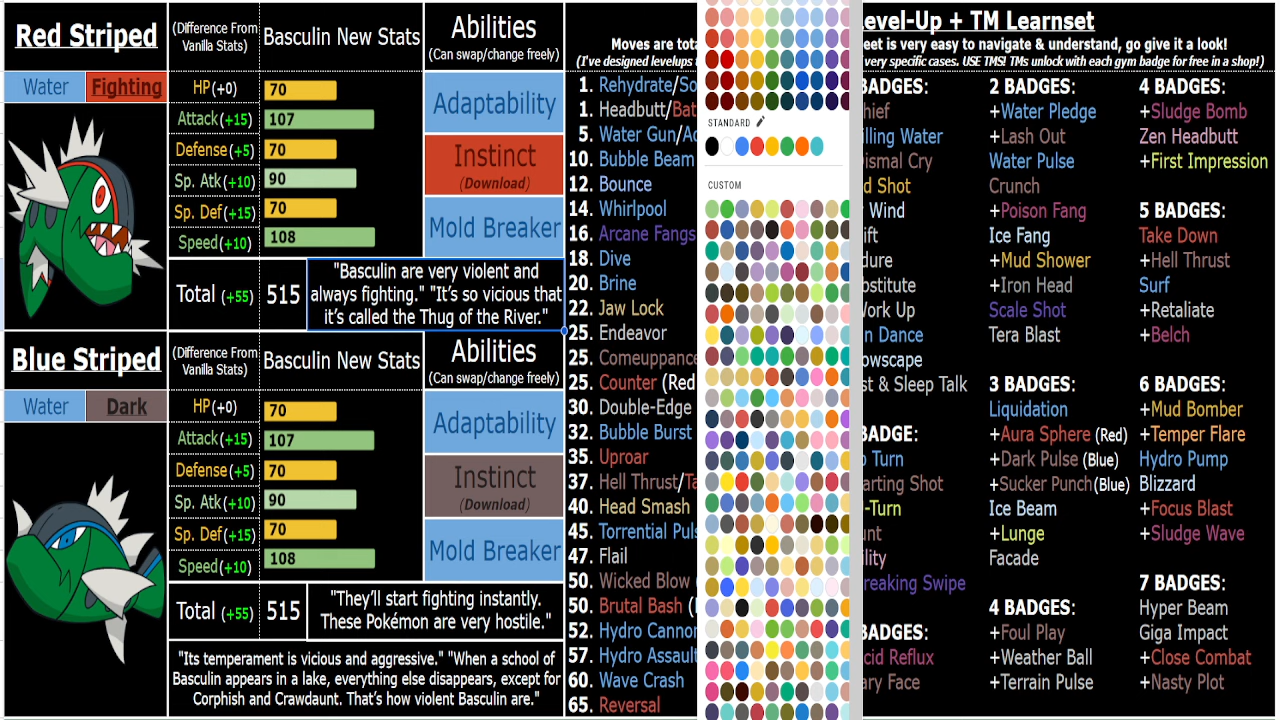 Red Striped
(Difference From
Vanilla Stats)
Basculin New Stats
Abilities
(Can swap/change freely)
Water
Fighting
HP(+0)
70
Attack(+15)
107
Defense(+5)
70
Sp. Atk(+10)
90
Sp. Def(+15)
70
Speed(+10)
108
Adaptability
Instinct
(Download)
Mold Breaker
Total (+55)
515
"Basculin are very violent and
always fighting." "It's so vicious that
it's called the Thug of the River."
Blue Striped
(Difference From
Vanilla Stats)
Basculin New Stats
Abilities
(Can swap/change freely)
Water
Dark
HP(+0)
70
Attack(+15)
107
Defense(+5)
70
Sp. Atk(+10)
90
Sp. Def(+15)
70
Speed(+10)
108
Adaptability
Instinct
(Download)
Mold Breaker
Total (+55)
515
"They'll start fighting instantly.
These Pokémon are very hostile."
"Its temperament is vicious and aggressive." "When a school of
Basculin appears in a lake, everything else disappears, except for
Corphish and Crawdaunt. That's how violent Basculin are."
Moves are tota
(I've designed levelups t
1. Rehydrate/So
1. Headbutt/Bat
5. Water Gun/Ac
10. Bubble Beam
12. Bounce
14. Whirlpool
16. Arcane Fangs
18. Dive
20. Brine
22. Jaw Lock
25. Endeavor
25. Comeuppance
25. Counter (Red
30. Double-Edge
32. Bubble Burst
35. Uproar
37. Hell Thrust/Ta
40. Head Smash
45. Torrential Puls
47. Flail
50. Wicked Blow (
50. Brutal Bash (
52. Hydro Cannon
57. Hydro Assault
60. Wave Crash
65. Reversal
STANDARD
CUSTOM
evel-Up + TM Learnset
eet is very easy to navigate & understand, go give it a look!
very specific cases. USE TMS! TMs unlock with each gym badge for free in a shop!)
ADGES:
hief
illing Water
ismal Cry
d Shot
Wind
ift
dure
bstitute
ork Up
n Dance
owscape
st & Sleep Talk
ADGE:
Turn
arting Shot
-Turn
unt
ility
reaking Swipe
ADGES:
cid Reflux
ary Face
2 BADGES:
+Water Pledge
+Lash Out
Water Pulse
Crunch
+Poison Fang
Ice Fang
+Mud Shower
+Iron Head
Scale Shot
Tera Blast
3 BADGES:
Liquidation
+Aura Sphere (Red)
+Dark Pulse (Blue)
+Sucker Punch(Blue)
Ice Beam
+Lunge
Facade
4 BADGES:
+Foul Play
+Weather Ball
+Terrain Pulse
4 BADGES:
+Sludge Bomb
Zen Headbutt
+First Impression
5 BADGES:
Take Down
+Hell Thrust
Surf
+Retaliate
+Belch
6 BADGES:
+Mud Bomber
+Temper Flare
Hydro Pump
Blizzard
+Focus Blast
+Sludge Wave
7 BADGES:
Hyper Beam
Giga Impact
+Close Combat
+Nasty Plot